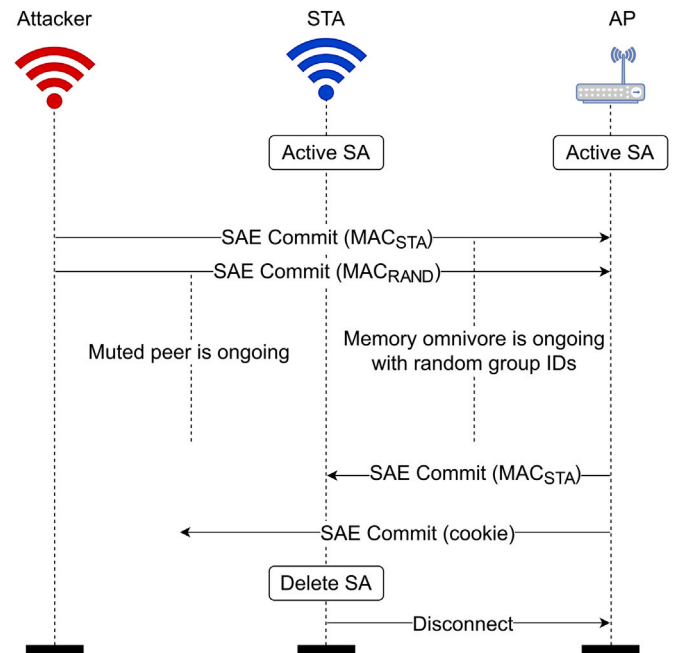 Attacker
STA
AP
Active SA
Active SA
SAE Commit (MACSTA)
SAE Commit (MACRAND)
Muted peer is ongoing
Memory omnivore is ongoing
with random group IDs
SAE Commit (MACSTA)
SAE Commit (cookie)
Delete SA
Disconnect